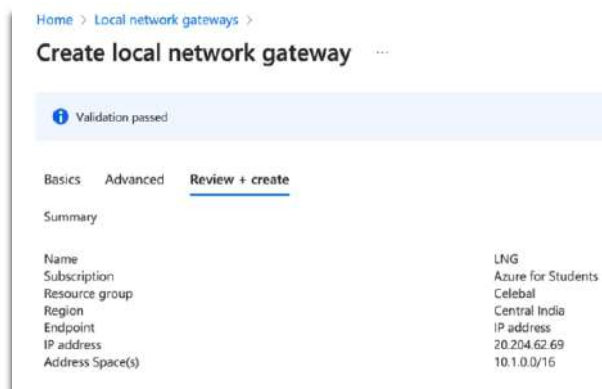 Home > Local network gateways >
Create local network gateway ...
Validation passed
Basics Advanced Review + create
Summary
Name LNG
Subscription Azure for Students
Resource group Celebal
Region Central India
Endpoint IP address
IP address 20.204.62.69
Address Space(s) 10.1.0.0/16